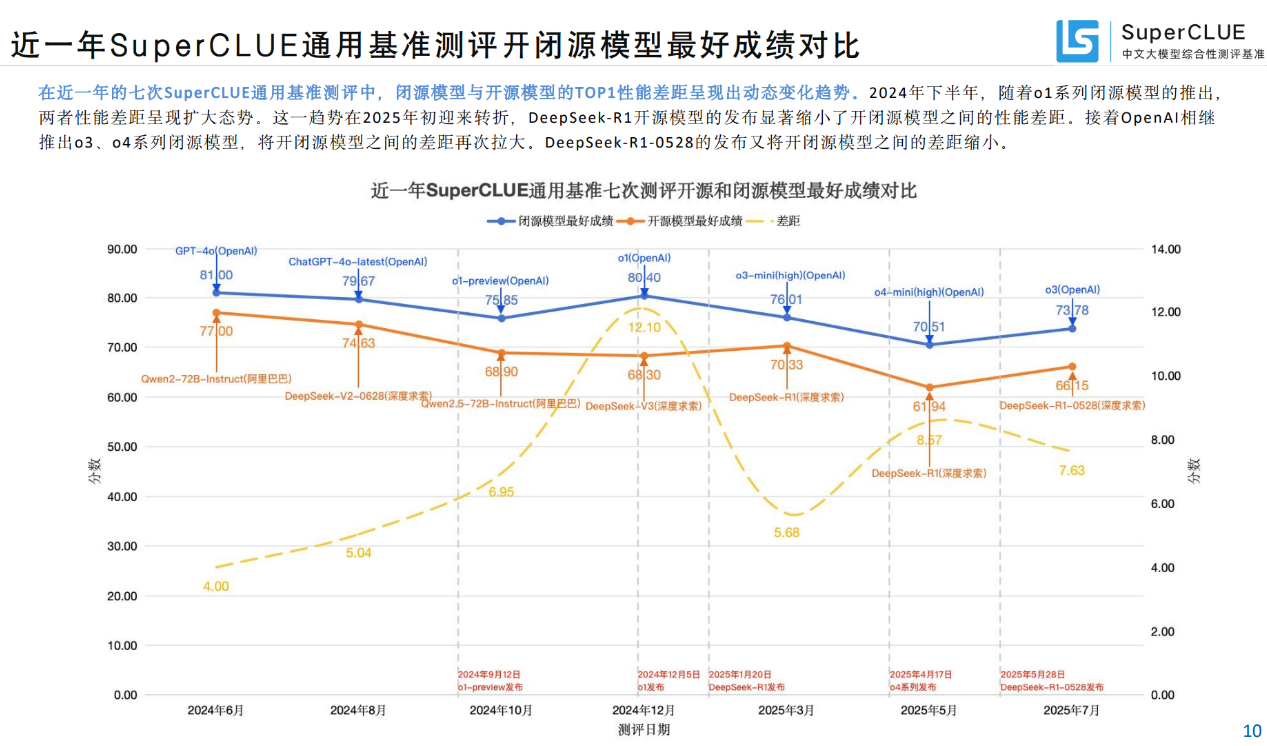 近一年SuperCLUE通用基准测评开闭源模型最好成绩对比
SuperCLUE
中文大模型综合性测评基准
在近一年的七次SuperCLUE通用基准测评中，闭源模型与开源模型的TOP1性能差距呈现出动态变化趋势。2024年下半年，随着o1系列闭源模型的推出，
两者性能差距呈现扩大态势。这一趋势在2025年初迎来转折，DeepSeek-R1开源模型的发布显著缩小了开闭源模型之间的性能差距。接着OpenAI相继
推出o3、o4系列闭源模型，将开闭源模型之间的差距再次拉大。DeepSeek-R1-0528的发布又将开闭源模型之间的差距缩小。
近一年SuperCLUE通用基准七次测评开源和闭源模型最好成绩对比
闭源模型最好成绩 开源模型最好成绩 差距
90.00
80.00
70.00
60.00
50.00
40.00
30.00
20.00
10.00
0.00
分数
14.00
12.00
10.00
8.00
6.00
4.00
2.00
0.00
分数
GPT-4o(OpenAI)
81.00
ChatGPT-4o-latest(OpenAI)
79.67
o1-preview(OpenAI)
75.85
o1(OpenAI)
80.40
o3-mini(high)(OpenAI)
76.01
o4-mini(high)(OpenAI)
70.51
o3(OpenAI)
73.78
77.00
Qwen2-72B-Instruct(阿里巴巴)
74.63
DeepSeek-V2-0628(深度求索)
68.90
Qwen2.5-72B-Instruct(阿里巴巴)
68.30
DeepSeek-V3(深度求索)
70.33
DeepSeek-R1(深度求索)
61.94
DeepSeek-R1(深度求索)
66.15
DeepSeek-R1-0528(深度求索)
4.00
5.04
6.95
12.10
5.68
8.57
7.63
2024年9月12日
o1-preview发布
2024年12月5日
o1发布
2025年1月20日
DeepSeek-R1发布
2025年4月17日
o4系列发布
2025年5月28日
DeepSeek-R1-0528发布
2024年6月 2024年8月 2024年10月 2024年12月 2025年3月 2025年5月 2025年7月
测评日期
10